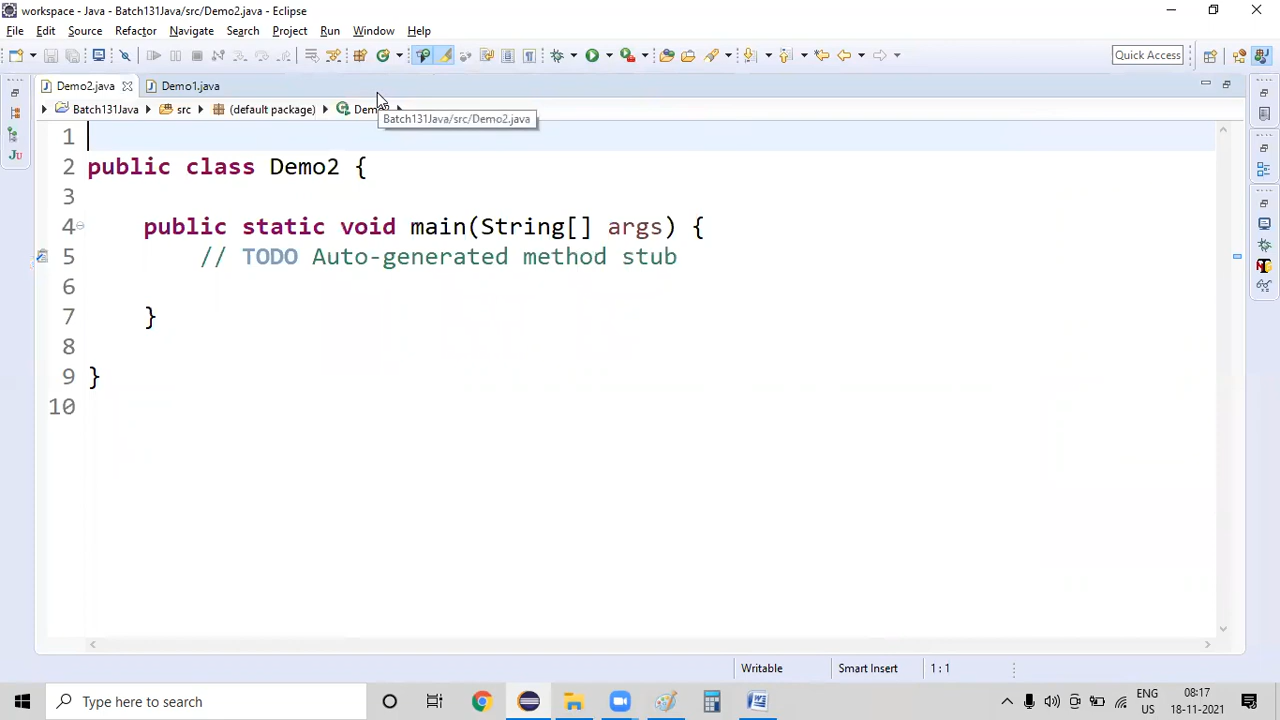 workspace - Java - Batch131Java/src/Demo2.java - Eclipse
File Edit Source Refactor Navigate Search Project Run Window Help
Quick Access
Demo2.java Demo1.java
Batch131Java src (default package)
Batch131Java/src/Demo2.java
1
2 public class Demo2 {
3
4 public static void main(String[] args) {
5 // TODO Auto-generated method stub
6
7 }
8
9 }
10
Writable Smart Insert 1 : 1
Type here to search
ENG 08:17
US 18-11-2021